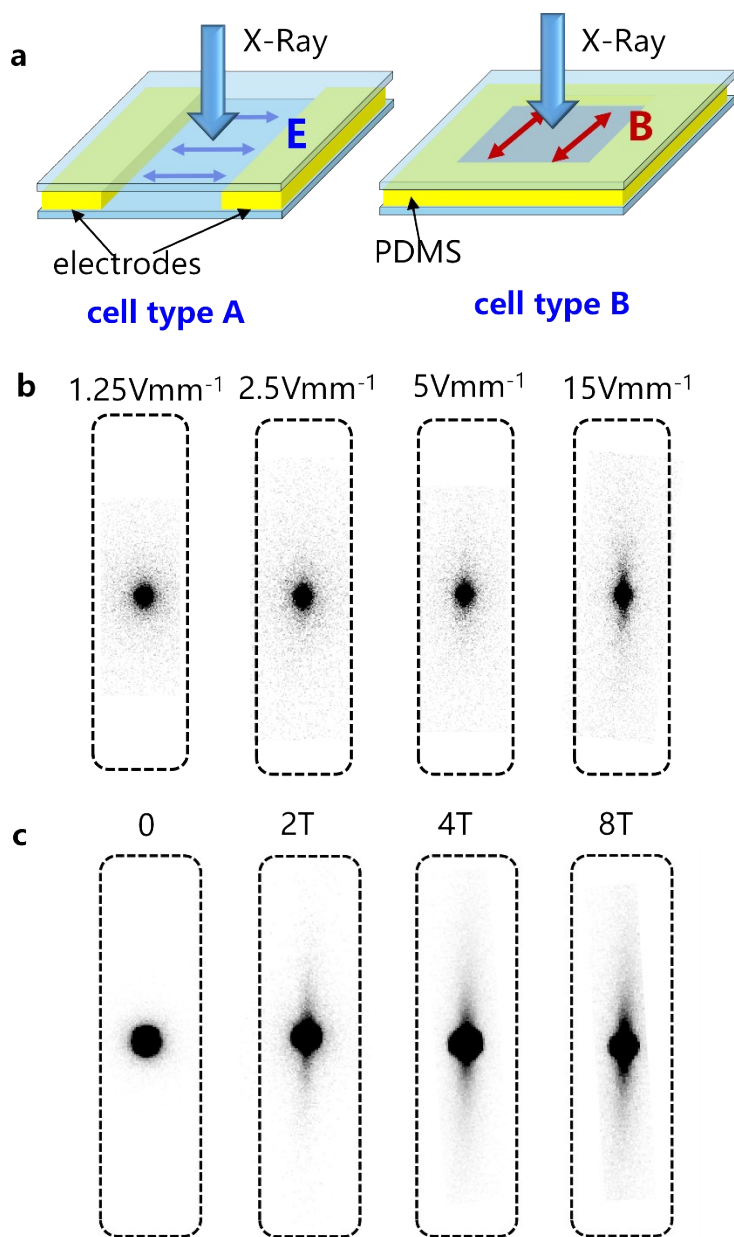 a
X-Ray
X-Ray
E
B
electrodes
PDMS
cell type A
cell type B
b
1.25Vmm-1
2.5Vmm-1
5Vmm-1
15Vmm-1
c
0
2T
4T
8T